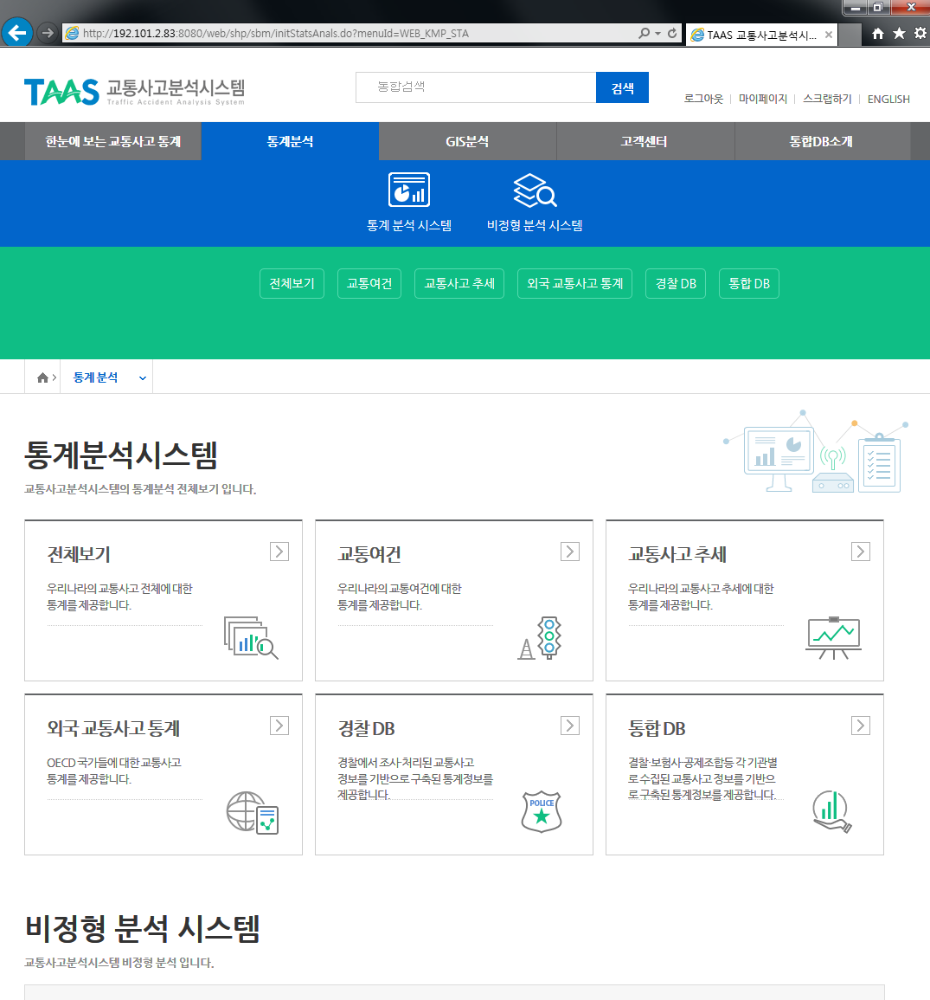 http://192.101.2.83:8080/web/shp/sbm/initStatsAnals.do?menuId=WEB_KMP_STA
TAAS 교통사고분석시...
TAAS 교통사고분석시스템
Traffic Accident Analysis System
통합검색
검색
로그아웃
마이페이지
스크랩하기
ENGLISH
한눈에 보는 교통사고 통계
통계분석
GIS분석
고객센터
통합DB소개
통계 분석 시스템
비정형 분석 시스템
전체보기
교통여건
교통사고 추세
외국 교통사고 통계
경찰 DB
통합 DB
통계 분석
통계분석시스템
교통사고분석시스템의 통계분석 전체보기 입니다.
전체보기
우리나라의 교통사고 전체에 대한
통계를 제공합니다.
교통여건
우리나라의 교통여건에 대한
통계를 제공합니다.
교통사고 추세
우리나라의 교통사고 추세에 대한
통계를 제공합니다.
외국 교통사고 통계
OECD 국가들에 대한 교통사고
통계를 제공합니다.
경찰 DB
경찰에서 조사·처리된 교통사고
정보를 기반으로 구축된 통계정보를
제공합니다.
POLICE
통합 DB
경찰·보험사·공제조합등 각 기관별
로 수집된 교통사고 정보를 기반으
로 구축된 통계정보를 제공합니다.
비정형 분석 시스템
교통사고분석시스템 비정형 분석 입니다.